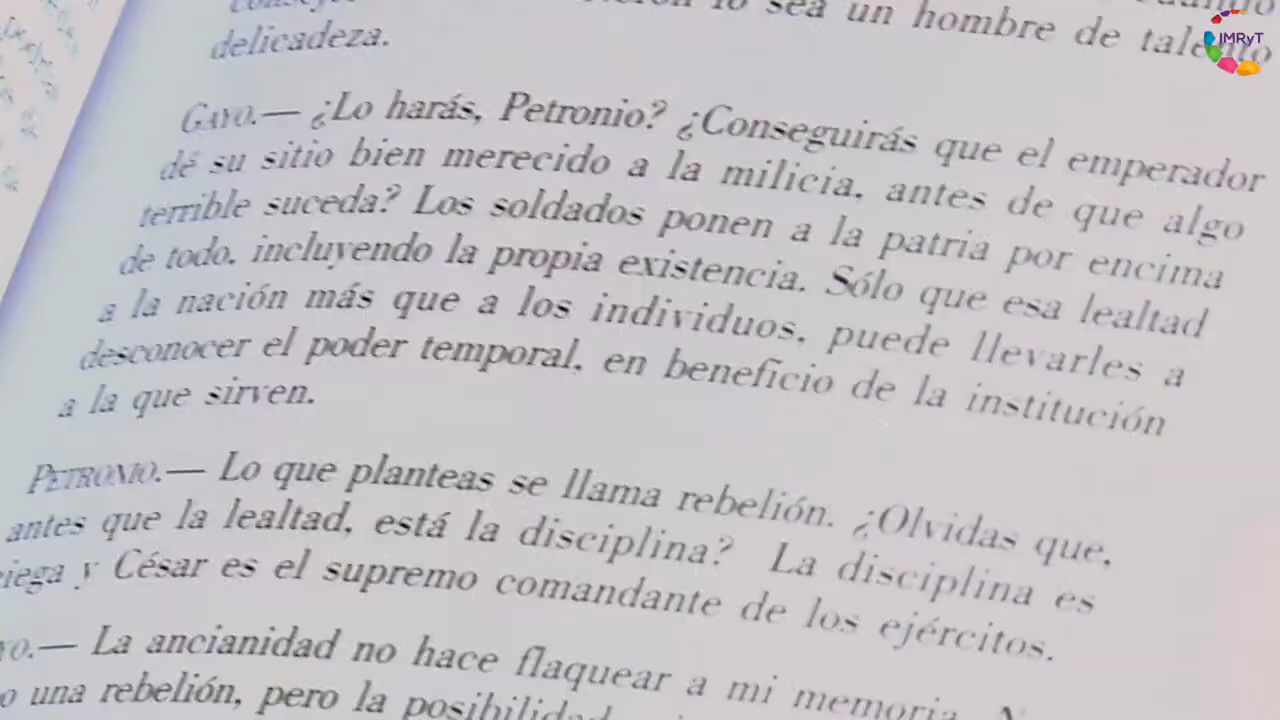 lo sea un hombre de talento
delicadeza.
GAYO.— ¿Lo harás, Petronio? ¿Conseguirás que el emperador
dé su sitio bien merecido a la milicia, antes de que algo
terrible suceda? Los soldados ponen a la patria por encima
de todo, incluyendo la propia existencia. Sólo que esa lealtad
a la nación más que a los individuos, puede llevarles a
desconocer el poder temporal, en beneficio de la institución
a la que sirven.
PETRONIO.— Lo que planteas se llama rebelión. ¿Olvidas que,
antes que la lealtad, está la disciplina? La disciplina es
iega y César es el supremo comandante de los ejércitos.
YO.— La ancianidad no hace flaquear a mi memoria.
o una rebelión, pero la posibilidad
IMRyT